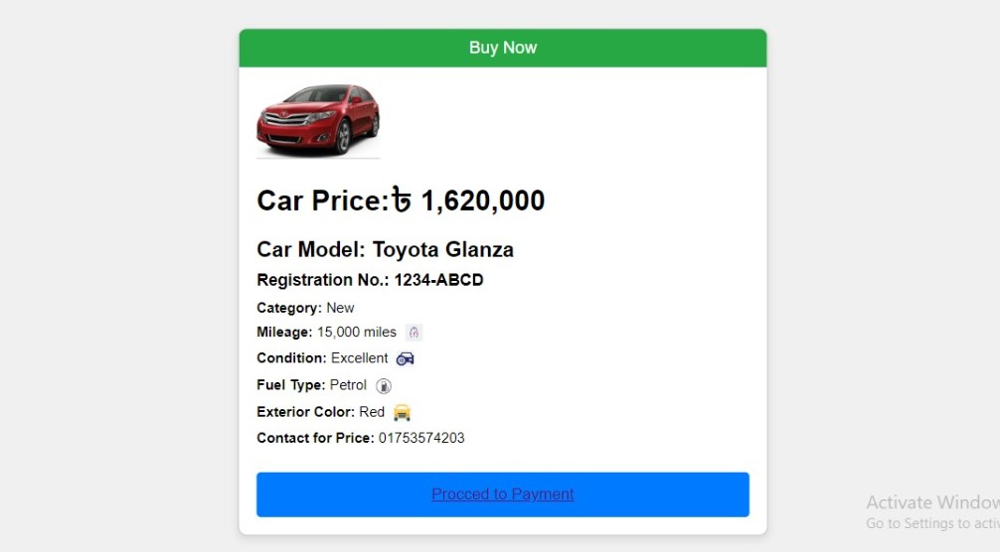 Buy Now
Car Price:৳ 1,620,000
Car Model: Toyota Glanza
Registration No.: 1234-ABCD
Category: New
Mileage: 15,000 miles
Condition: Excellent
Fuel Type: Petrol
Exterior Color: Red
Contact for Price: 01753574203
Procced to Payment
Activate Window
Go to Settings to activ